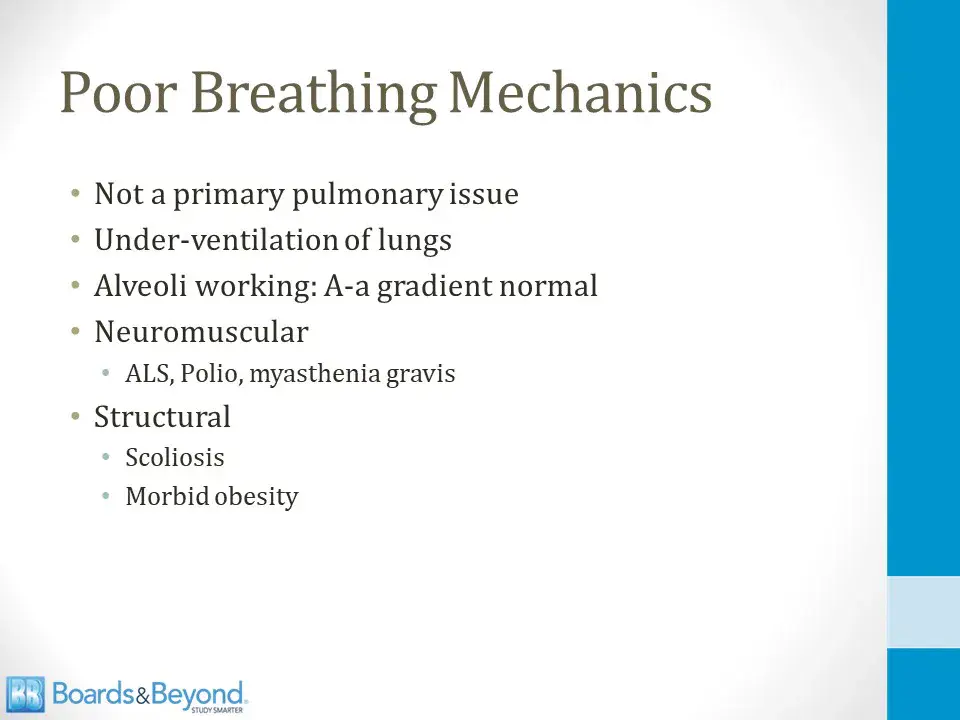 Poor Breathing Mechanics
• Not a primary pulmonary issue
• Under-ventilation of lungs
• Alveoli working: A-a gradient normal
• Neuromuscular
• ALS, Polio, myasthenia gravis
• Structural
• Scoliosis
• Morbid obesity
BB Boards&Beyond.
STUDY SMARTER